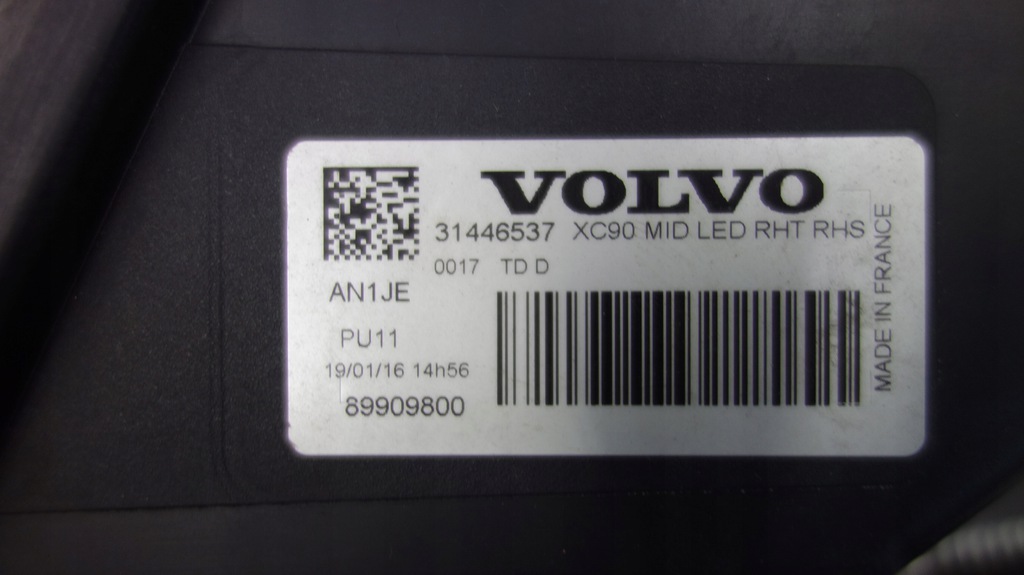 VOLVO
31446537 XC90 MID LED RHT RHS
0017 TD D
AN1JE
PU11
19/01/16 14h56
89909800
MADE IN FRANCE